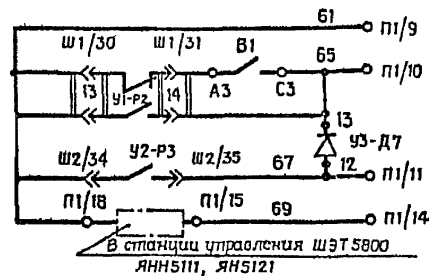 61
П1/9
Ш1/30
Ш1/31
В1
65
П1/10
13
У1-Р2
14
А3
С3
13
У3-Д7
Ш2/34
У2-Р3
Ш2/35
67
12
П1/11
П1/18
П1/15
69
П1/14
В станции управления ШЭТ5800
ЯНН5111, ЯН5121